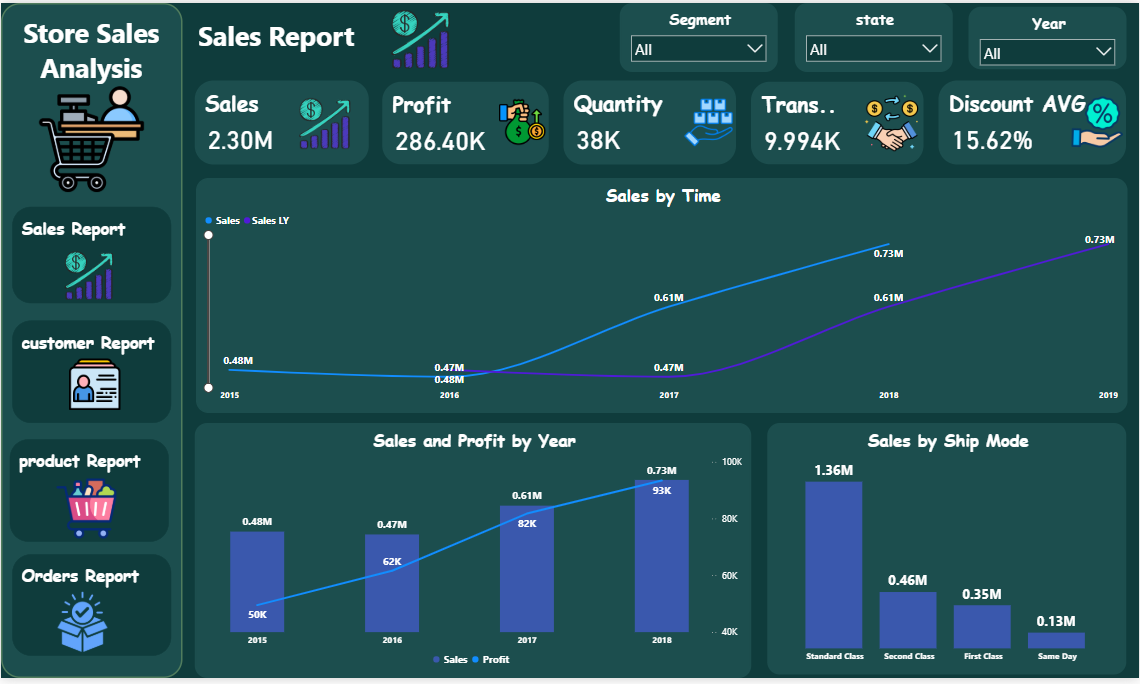 Store Sales
Analysis
Sales Report
customer Report
product Report
Orders Report
Sales Report
Segment
All
state
All
Year
All
Sales
2.30M
Profit
286.40K
Quantity
38K
Trans..
9.994K
Discount AVG
15.62%
Sales by Time
Sales Sales LY
0.48M
0.47M
0.48M
0.61M
0.47M
0.73M
0.61M
0.73M
2015 2016 2017 2018 2019
Sales and Profit by Year
100K
80K
60K
40K
0.48M
0.47M
0.61M
0.73M
50K
62K
82K
93K
2015 2016 2017 2018
Sales Profit
Sales by Ship Mode
1.36M
0.46M
0.35M
0.13M
Standard Class Second Class First Class Same Day